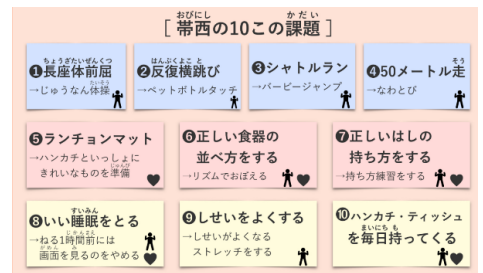 [ 帯西の10この課題 ]
❶長座体前屈
→じゅうなん体操
❷反復横跳び
→ペットボトルタッチ
❸シャトルラン
→バーピージャンプ
❹50メートル走
→なわとび
❺ランチョンマット
→ハンカチといっしょに
きれいなものを準備
❻正しい食器の
並べ方をする
→リズムでおぼえる
❼正しいはしの
持ち方をする
→持ち方練習をする
❽いい睡眠をとる
→ねる1時間前には
画面を見るのをやめる
❾しせいをよくする
→しせいがよくなる
ストレッチをする
❿ハンカチ・ティッシュ
を毎日持ってくる